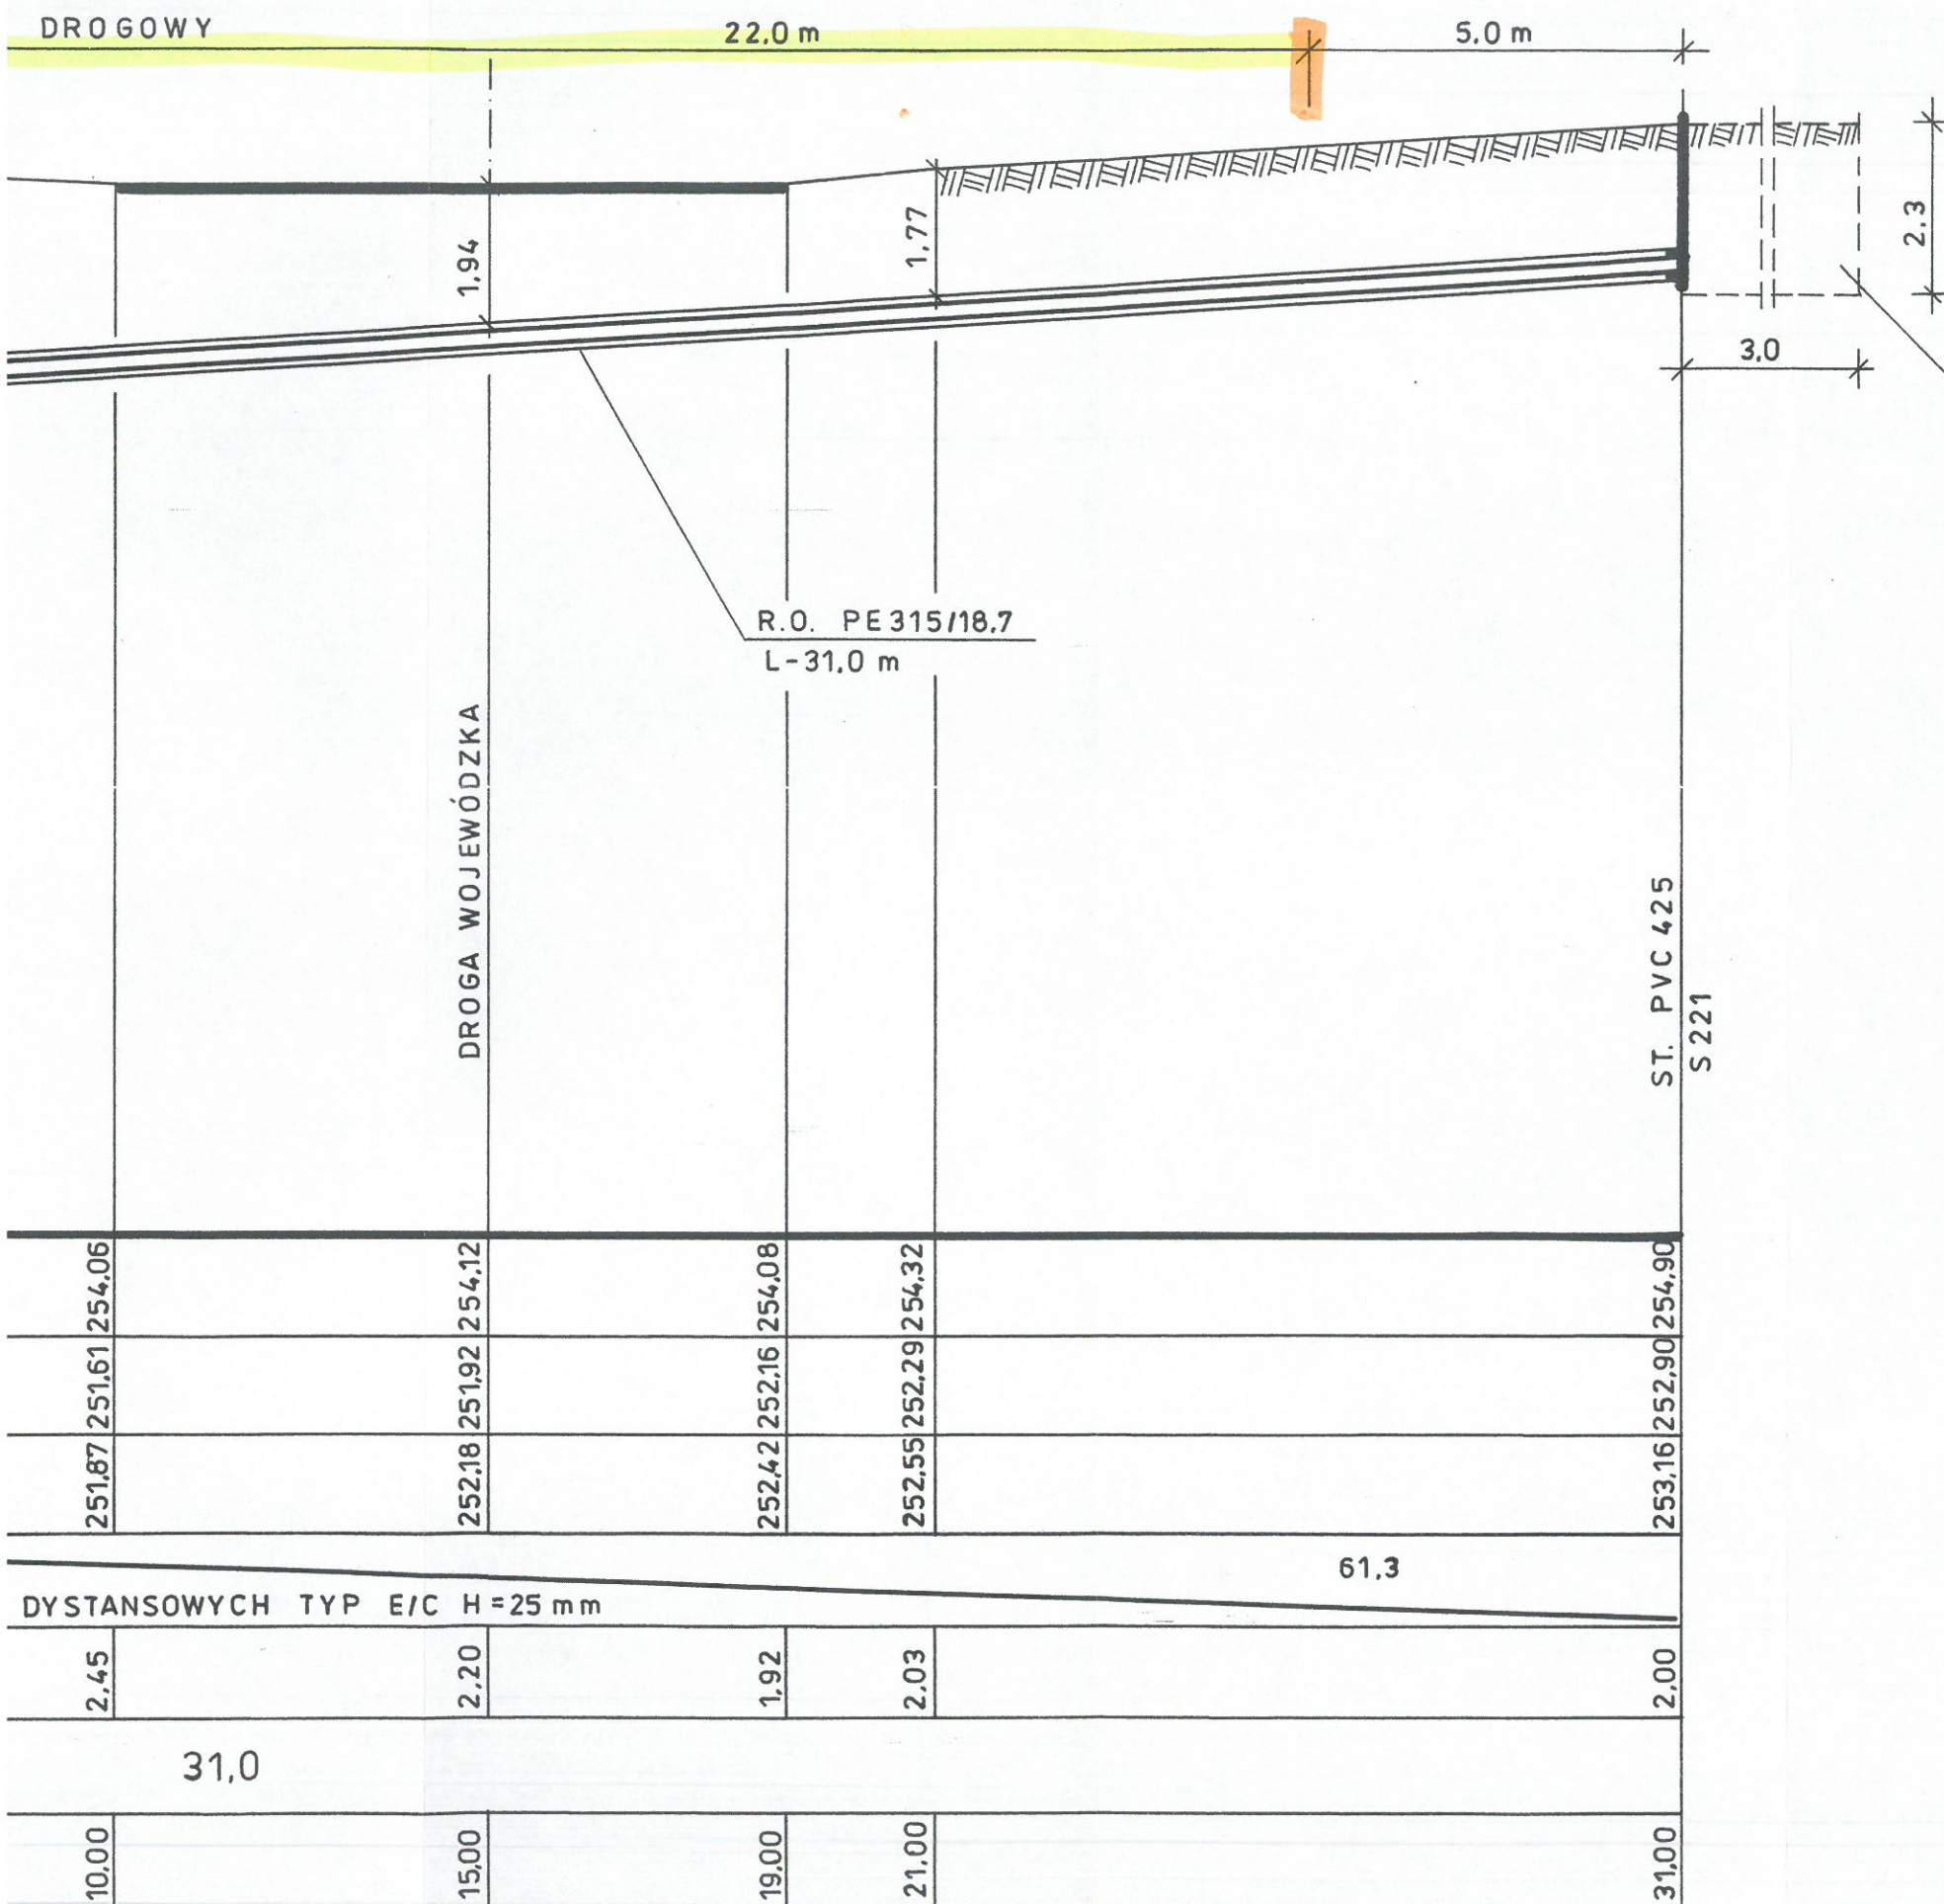 DROGOWY 22,0 m 5,0 m
1,94
1,77
2,3
3,0
R.O. PE 315/18,7
L-31,0 m
DROGA WOJEWÓDZKA
ST. PVC 425
S 221
254,06 254,12 254,08 254,32 254,90
251,61 251,92 252,16 252,29 252,90
251,87 252,18 252,42 252,55 253,16
61,3
DYSTANSOWYCH TYP E/C H=25 mm
2,45 2,20 1,92 2,03 2,00
31,0
10,00 15,00 19,00 21,00 31,00